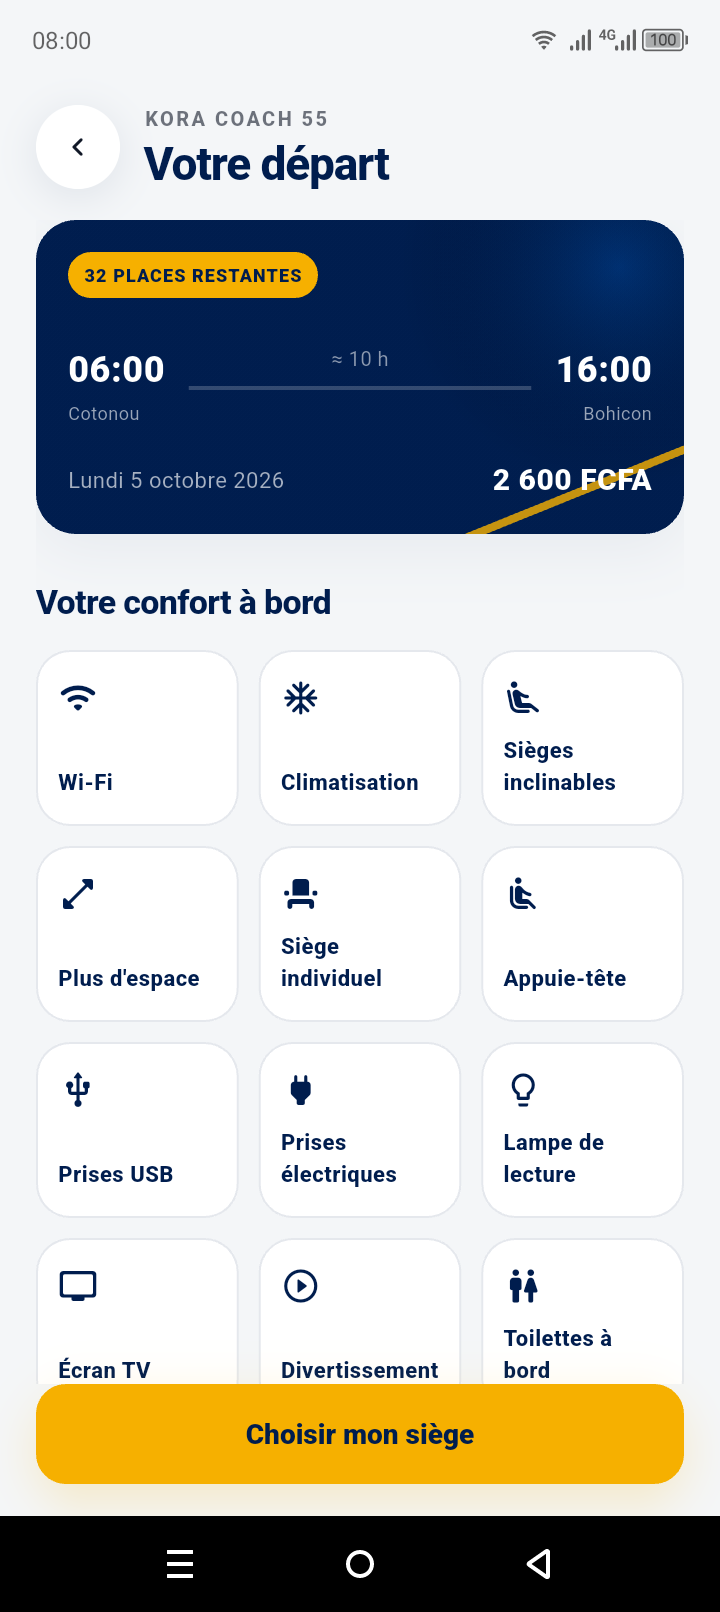 08:00
4G
100
KORA COACH 55
Votre départ
32 PLACES RESTANTES
06:00
≈ 10 h
16:00
Cotonou
Bohicon
Lundi 5 octobre 2026
2 600 FCFA
Votre confort à bord
Wi-Fi
Climatisation
Sièges
inclinables
Plus d'espace
Siège
individuel
Appuie-tête
Prises USB
Prises
électriques
Lampe de
lecture
Écran TV
Divertissement
Toilettes à
bord
Choisir mon siège